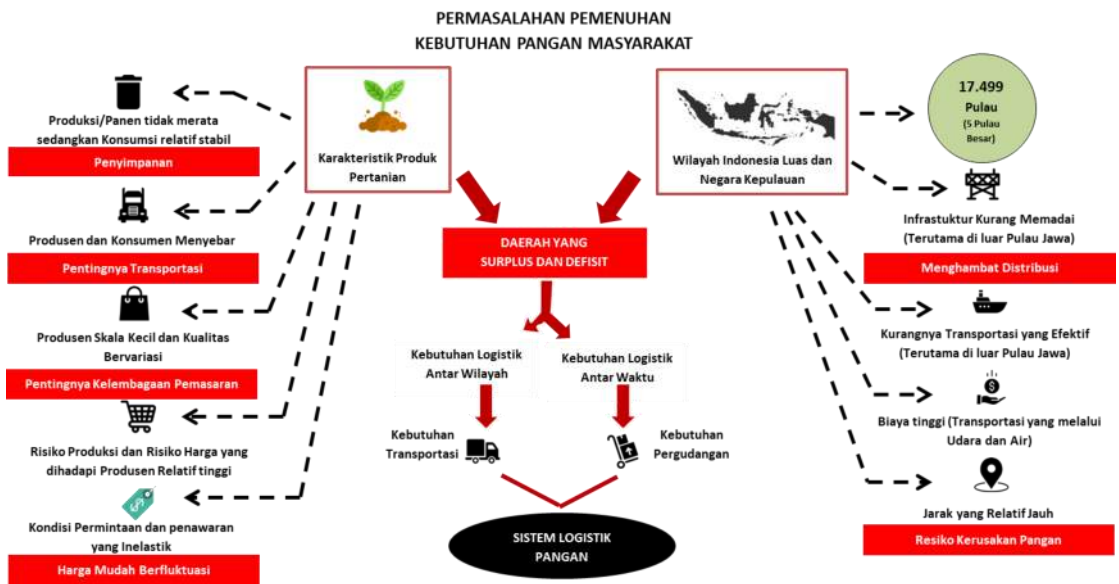 PERMASALAHAN PEMENUHAN
KEBUTUHAN PANGAN MASYARAKAT
Produksi/Panen tidak merata
sedangkan Konsumsi relatif stabil
Penyimpanan
Produsen dan Konsumen Menyebar
Pentingnya Transportasi
Produsen Skala Kecil dan Kualitas
Bervariasi
Pentingnya Kelembagaan Pemasaran
Risiko Produksi dan Risiko Harga yang
dihadapi Produsen Relatif tinggi
Kondisi Permintaan dan penawaran
yang Inelastik
Harga Mudah Berfluktuasi
Karakteristik Produk
Pertanian
Wilayah Indonesia Luas dan
Negara Kepulauan
DAERAH YANG
SURPLUS DAN DEFISIT
Kebutuhan Logistik
Antar Wilayah
Kebutuhan Logistik
Antar Waktu
Kebutuhan
Transportasi
Kebutuhan
Pergudangan
SISTEM LOGISTIK
PANGAN
17.499
Pulau
(5 Pulau
Besar)
Infrastuktur Kurang Memadai
(Terutama di luar Pulau Jawa)
Menghambat Distribusi
Kurangnya Transportasi yang Efektif
(Terutama di luar Pulau Jawa)
Biaya tinggi (Transportasi yang melalui
Udara dan Air)
Jarak yang Relatif Jauh
Resiko Kerusakan Pangan